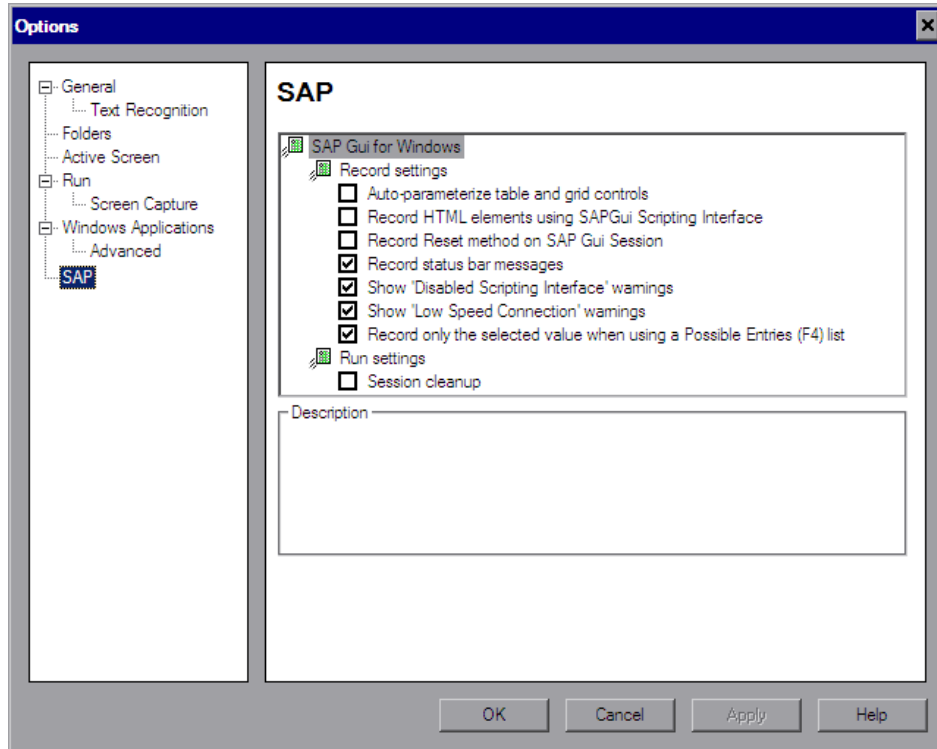 Options
General
Text Recognition
Folders
Active Screen
Run
Screen Capture
Windows Applications
Advanced
SAP
SAP
SAP Gui for Windows
Record settings
Auto-parameterize table and grid controls
Record HTML elements using SAPGui Scripting Interface
Record Reset method on SAP Gui Session
Record status bar messages
Show 'Disabled Scripting Interface' warnings
Show 'Low Speed Connection' warnings
Record only the selected value when using a Possible Entries (F4) list
Run settings
Session cleanup
Description
OK Cancel Apply Help